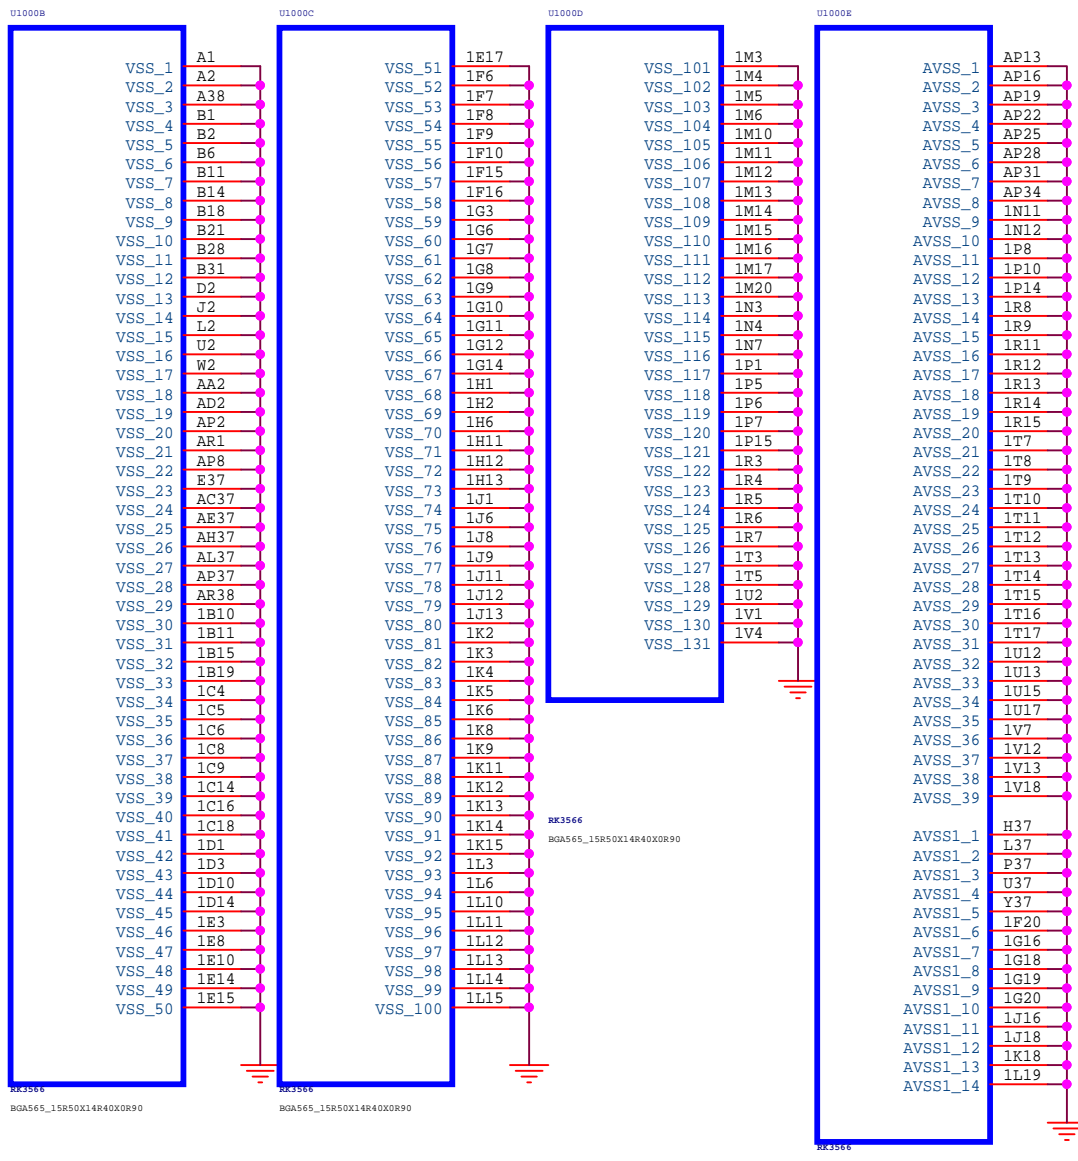 U1000B
VSS_1 A1
VSS_2 A2
VSS_3 A38
VSS_4 B1
VSS_5 B2
VSS_6 B6
VSS_7 B11
VSS_8 B14
VSS_9 B18
VSS_10 B21
VSS_11 B28
VSS_12 B31
VSS_13 D2
VSS_14 J2
VSS_15 L2
VSS_16 U2
VSS_17 W2
VSS_18 AA2
VSS_19 AD2
VSS_20 AP2
VSS_21 AR1
VSS_22 AP8
VSS_23 E37
VSS_24 AC37
VSS_25 AE37
VSS_26 AH37
VSS_27 AL37
VSS_28 AP37
VSS_29 AR38
VSS_30 1B10
VSS_31 1B11
VSS_32 1B15
VSS_33 1B19
VSS_34 1C4
VSS_35 1C5
VSS_36 1C6
VSS_37 1C8
VSS_38 1C9
VSS_39 1C14
VSS_40 1C16
VSS_41 1C18
VSS_42 1D1
VSS_43 1D3
VSS_44 1D10
VSS_45 1D14
VSS_46 1E3
VSS_47 1E8
VSS_48 1E10
VSS_49 1E14
VSS_50 1E15
RK3566
BGA565_15R50X14R40X0R90
U1000C
VSS_51 1E17
VSS_52 1F6
VSS_53 1F7
VSS_54 1F8
VSS_55 1F9
VSS_56 1F10
VSS_57 1F15
VSS_58 1F16
VSS_59 1G3
VSS_60 1G6
VSS_61 1G7
VSS_62 1G8
VSS_63 1G9
VSS_64 1G10
VSS_65 1G11
VSS_66 1G12
VSS_67 1G14
VSS_68 1H1
VSS_69 1H2
VSS_70 1H6
VSS_71 1H11
VSS_72 1H12
VSS_73 1H13
VSS_74 1J1
VSS_75 1J6
VSS_76 1J8
VSS_77 1J9
VSS_78 1J11
VSS_79 1J12
VSS_80 1J13
VSS_81 1K2
VSS_82 1K3
VSS_83 1K4
VSS_84 1K5
VSS_85 1K6
VSS_86 1K8
VSS_87 1K9
VSS_88 1K11
VSS_89 1K12
VSS_90 1K13
VSS_91 1K14
VSS_92 1K15
VSS_93 1L3
VSS_94 1L6
VSS_95 1L10
VSS_96 1L11
VSS_97 1L12
VSS_98 1L13
VSS_99 1L14
VSS_100 1L15
RK3566
BGA565_15R50X14R40X0R90
U1000D
VSS_101 1M3
VSS_102 1M4
VSS_103 1M5
VSS_104 1M6
VSS_105 1M10
VSS_106 1M11
VSS_107 1M12
VSS_108 1M13
VSS_109 1M14
VSS_110 1M15
VSS_111 1M16
VSS_112 1M17
VSS_113 1M20
VSS_114 1N3
VSS_115 1N4
VSS_116 1N7
VSS_117 1P1
VSS_118 1P5
VSS_119 1P6
VSS_120 1P7
VSS_121 1P15
VSS_122 1R3
VSS_123 1R4
VSS_124 1R5
VSS_125 1R6
VSS_126 1R7
VSS_127 1T3
VSS_128 1T5
VSS_129 1U2
VSS_130 1V1
VSS_131 1V4
RK3566
BGA565_15R50X14R40X0R90
U1000E
AVSS_1 AP13
AVSS_2 AP16
AVSS_3 AP19
AVSS_4 AP22
AVSS_5 AP25
AVSS_6 AP28
AVSS_7 AP31
AVSS_8 AP34
AVSS_9 1N11
AVSS_10 1N12
AVSS_11 1P8
AVSS_12 1P10
AVSS_13 1P14
AVSS_14 1R8
AVSS_15 1R9
AVSS_16 1R11
AVSS_17 1R12
AVSS_18 1R13
AVSS_19 1R14
AVSS_20 1R15
AVSS_21 1T7
AVSS_22 1T8
AVSS_23 1T9
AVSS_24 1T10
AVSS_25 1T11
AVSS_26 1T12
AVSS_27 1T13
AVSS_28 1T14
AVSS_29 1T15
AVSS_30 1T16
AVSS_31 1T17
AVSS_32 1U12
AVSS_33 1U13
AVSS_34 1U15
AVSS_35 1U17
AVSS_36 1V7
AVSS_37 1V12
AVSS_38 1V13
AVSS_39 1V18
AVSS1_1 H37
AVSS1_2 L37
AVSS1_3 P37
AVSS1_4 U37
AVSS1_5 Y37
AVSS1_6 1F20
AVSS1_7 1G16
AVSS1_8 1G18
AVSS1_9 1G19
AVSS1_10 1G20
AVSS1_11 1J16
AVSS1_12 1J18
AVSS1_13 1K18
AVSS1_14 1L19
RK3566